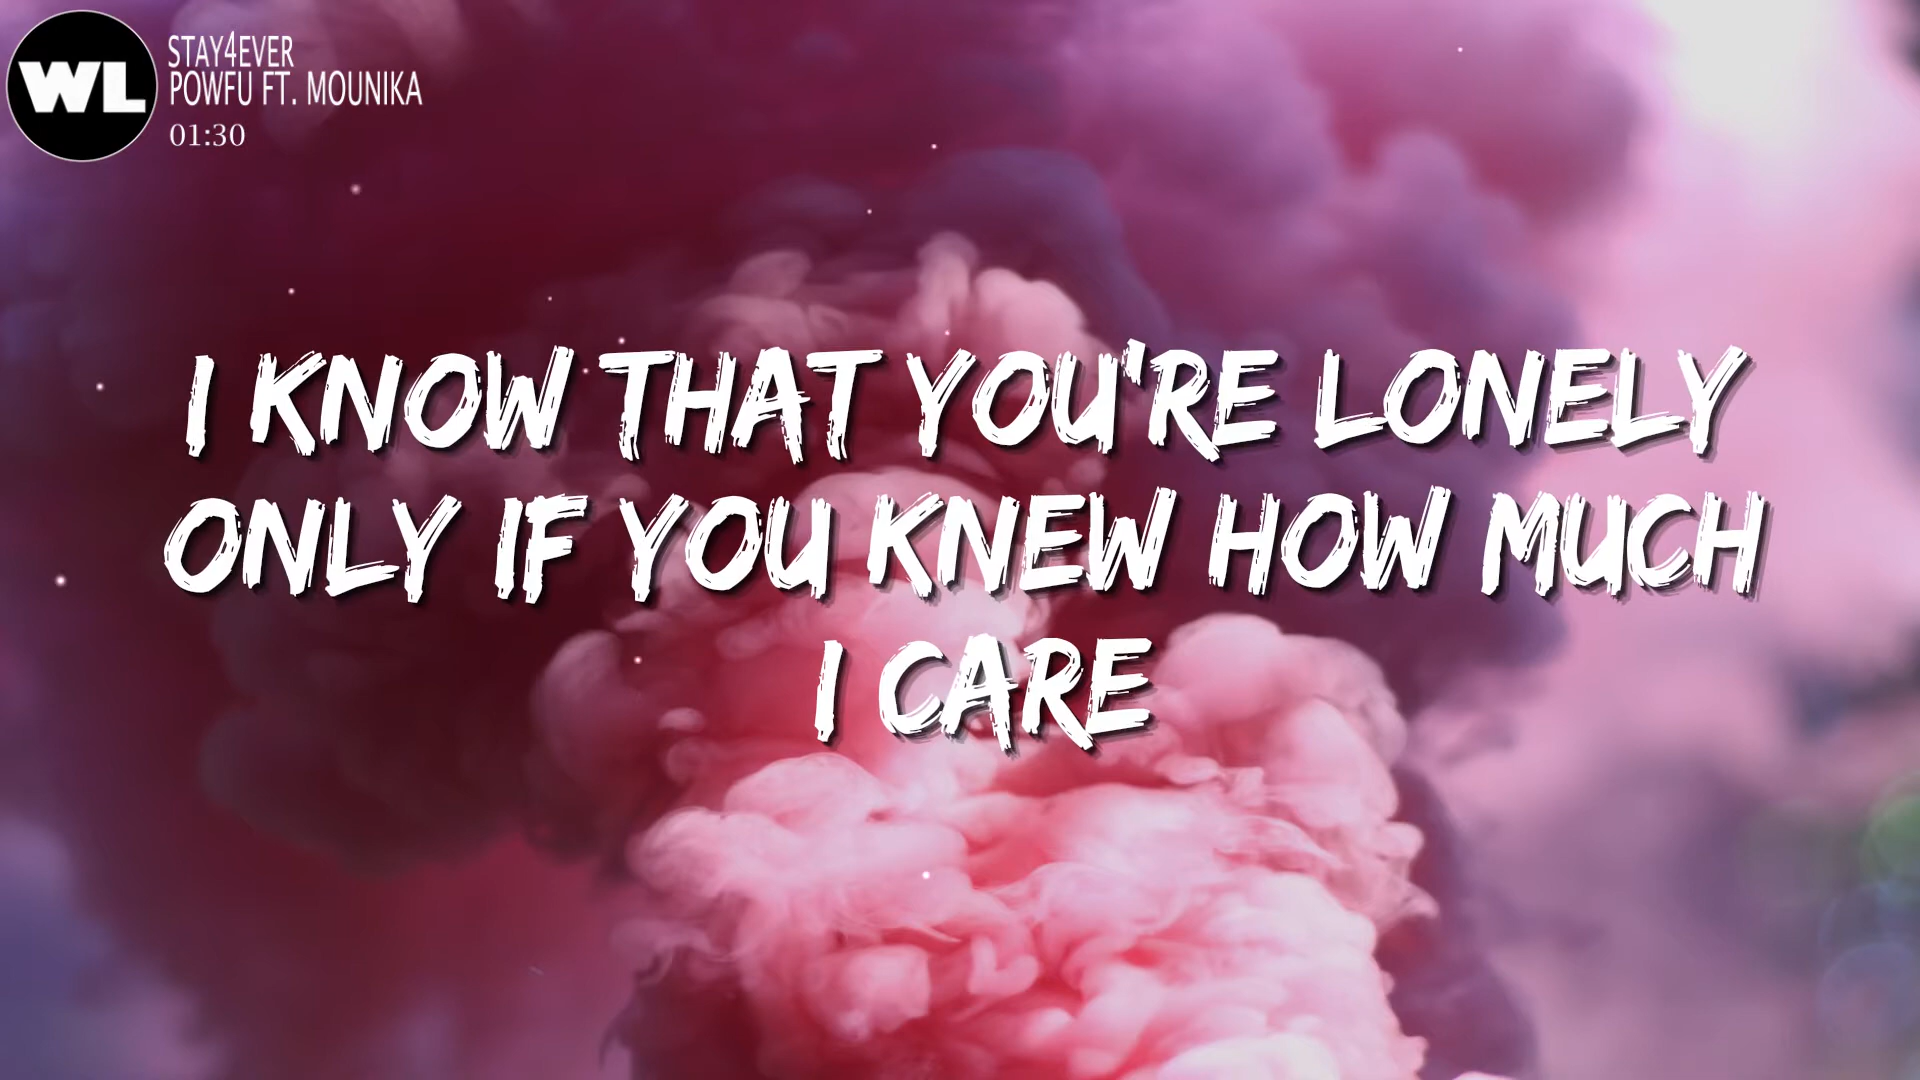 WL
STAY4EVER
POWFU FT. MOUNIKA
01:30
I KNOW THAT YOU'RE LONELY
ONLY IF YOU KNEW HOW MUCH
I CARE